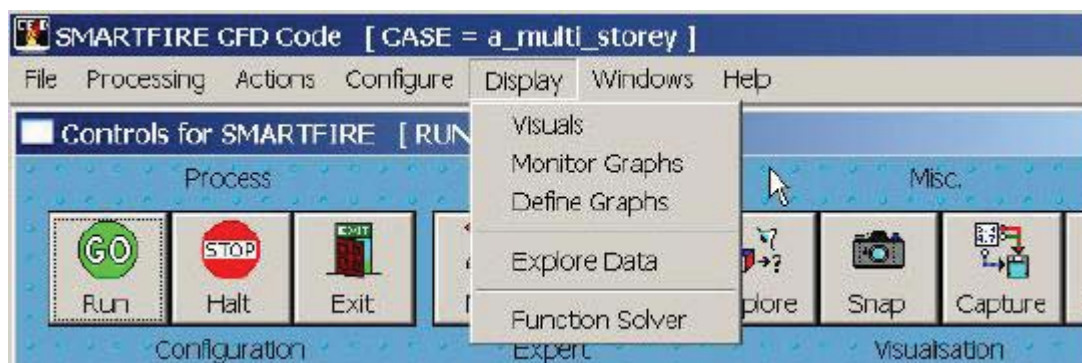 SMARTFIRE CFD Code [ CASE = a_multi_storey ]
File Processing Actions Configure Display Windows Help
Controls for SMARTFIRE [ RUN
Visuals
Monitor Graphs
Define Graphs
Explore Data
Function Solver
Process Misc.
GO STOP EXIT
Run Halt Exit plore Snap Capture
Configuration Expert Visualisation